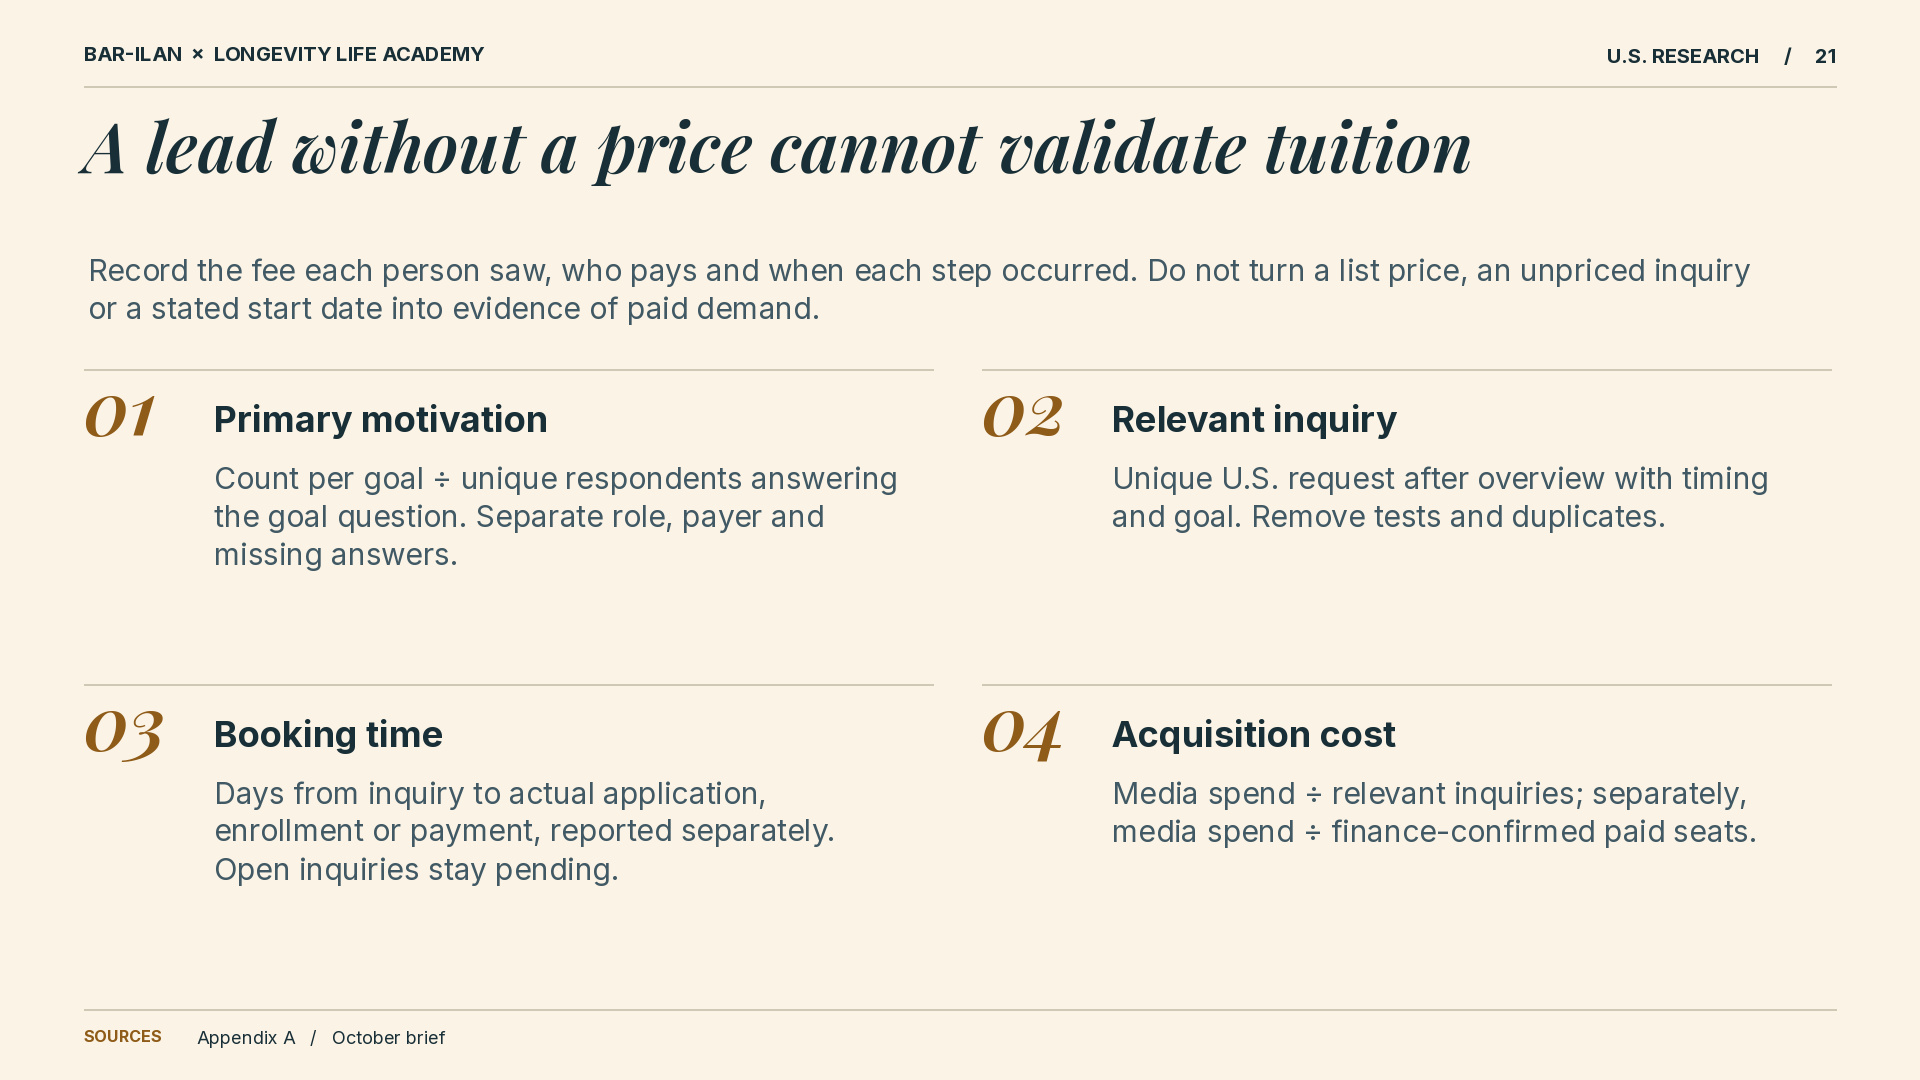 BAR-ILAN × LONGEVITY LIFE ACADEMY
U.S. RESEARCH / 21
A lead without a price cannot validate tuition
Record the fee each person saw, who pays and when each step occurred. Do not turn a list price, an unpriced inquiry
or a stated start date into evidence of paid demand.
01 Primary motivation
Count per goal ÷ unique respondents answering
the goal question. Separate role, payer and
missing answers.
02 Relevant inquiry
Unique U.S. request after overview with timing
and goal. Remove tests and duplicates.
03 Booking time
Days from inquiry to actual application,
enrollment or payment, reported separately.
Open inquiries stay pending.
04 Acquisition cost
Media spend ÷ relevant inquiries; separately,
media spend ÷ finance-confirmed paid seats.
SOURCES Appendix A / October brief